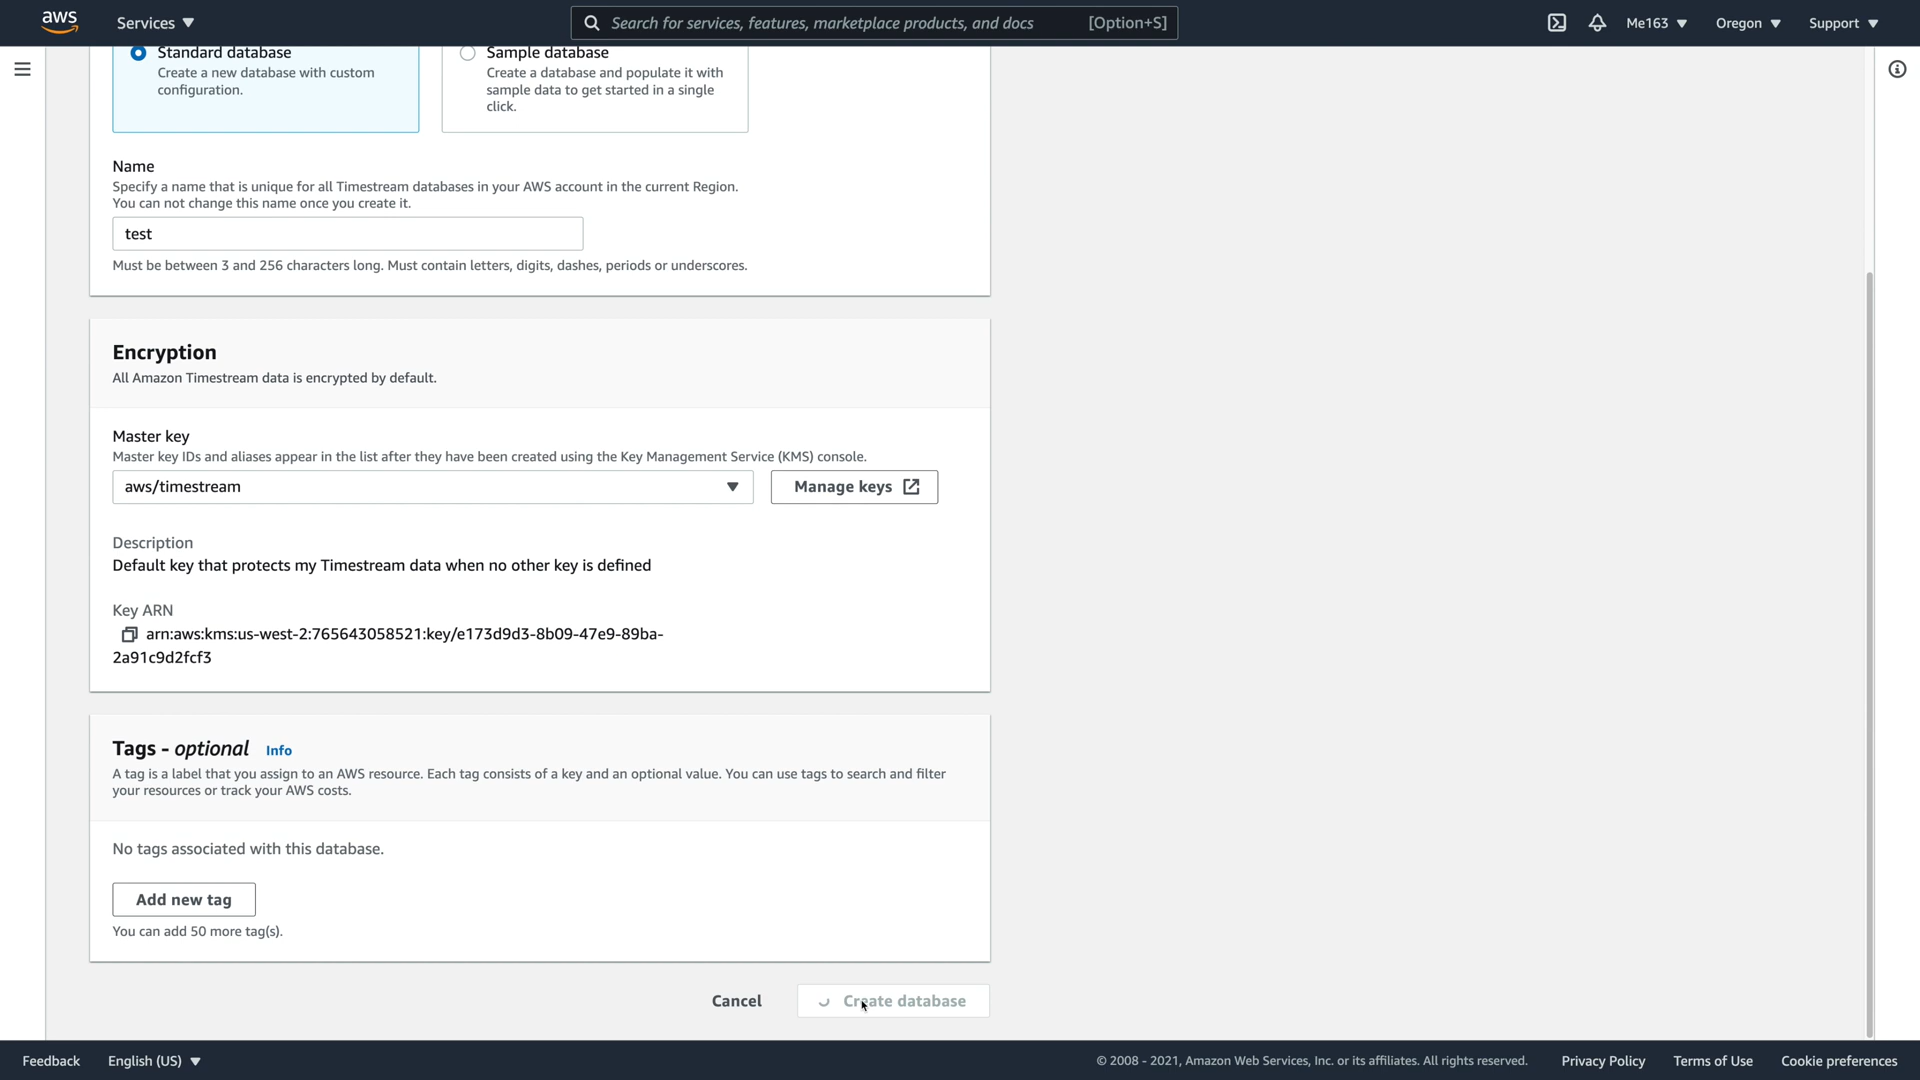 aws
Services
Search for services, features, marketplace products, and docs [Option+S]
Me163
Oregon
Support
Standard database
Create a new database with custom
configuration.
Sample database
Create a database and populate it with
sample data to get started in a single
click.
Name
Specify a name that is unique for all Timestream databases in your AWS account in the current Region.
You can not change this name once you create it.
test
Must be between 3 and 256 characters long. Must contain letters, digits, dashes, periods or underscores.
Encryption
All Amazon Timestream data is encrypted by default.
Master key
Master key IDs and aliases appear in the list after they have been created using the Key Management Service (KMS) console.
aws/timestream
Manage keys
Description
Default key that protects my Timestream data when no other key is defined
Key ARN
arn:aws:kms:us-west-2:765643058521:key/e173d9d3-8b09-47e9-89ba-
2a91c9d2fcf3
Tags - optional Info
A tag is a label that you assign to an AWS resource. Each tag consists of a key and an optional value. You can use tags to search and filter
your resources or track your AWS costs.
No tags associated with this database.
Add new tag
You can add 50 more tag(s).
Cancel
Create database
Feedback
English (US)
© 2008 - 2021, Amazon Web Services, Inc. or its affiliates. All rights reserved.
Privacy Policy
Terms of Use
Cookie preferences